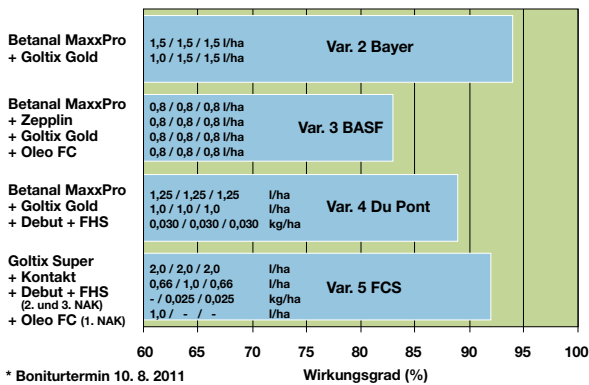 Betanal MaxxPro
+ Goltix Gold
1,5 / 1,5 / 1,5 l/ha
1,0 / 1,5 / 1,5 l/ha
Var. 2 Bayer
Betanal MaxxPro
+ Zepplin
+ Goltix Gold
+ Oleo FC
0,8 / 0,8 / 0,8 l/ha
0,8 / 0,8 / 0,8 l/ha
0,8 / 0,8 / 0,8 l/ha
0,8 / 0,8 / 0,8 l/ha
Var. 3 BASF
Betanal MaxxPro
+ Goltix Gold
+ Debut + FHS
1,25 / 1,25 / 1,25 l/ha
1,0 / 1,0 / 1,0 l/ha
0,030 / 0,030 / 0,030 kg/ha
Var. 4 Du Pont
Goltix Super
+ Kontakt
+ Debut + FHS
(2. und 3. NAK)
+ Oleo FC (1. NAK)
2,0 / 2,0 / 2,0 l/ha
0,66 / 1,0 / 0,66 l/ha
- / 0,025 / 0,025 kg/ha
1,0 / - / - l/ha
Var. 5 FCS
60 65 70 75 80 85 90 95 100
* Boniturtermin 10. 8. 2011
Wirkungsgrad (%)